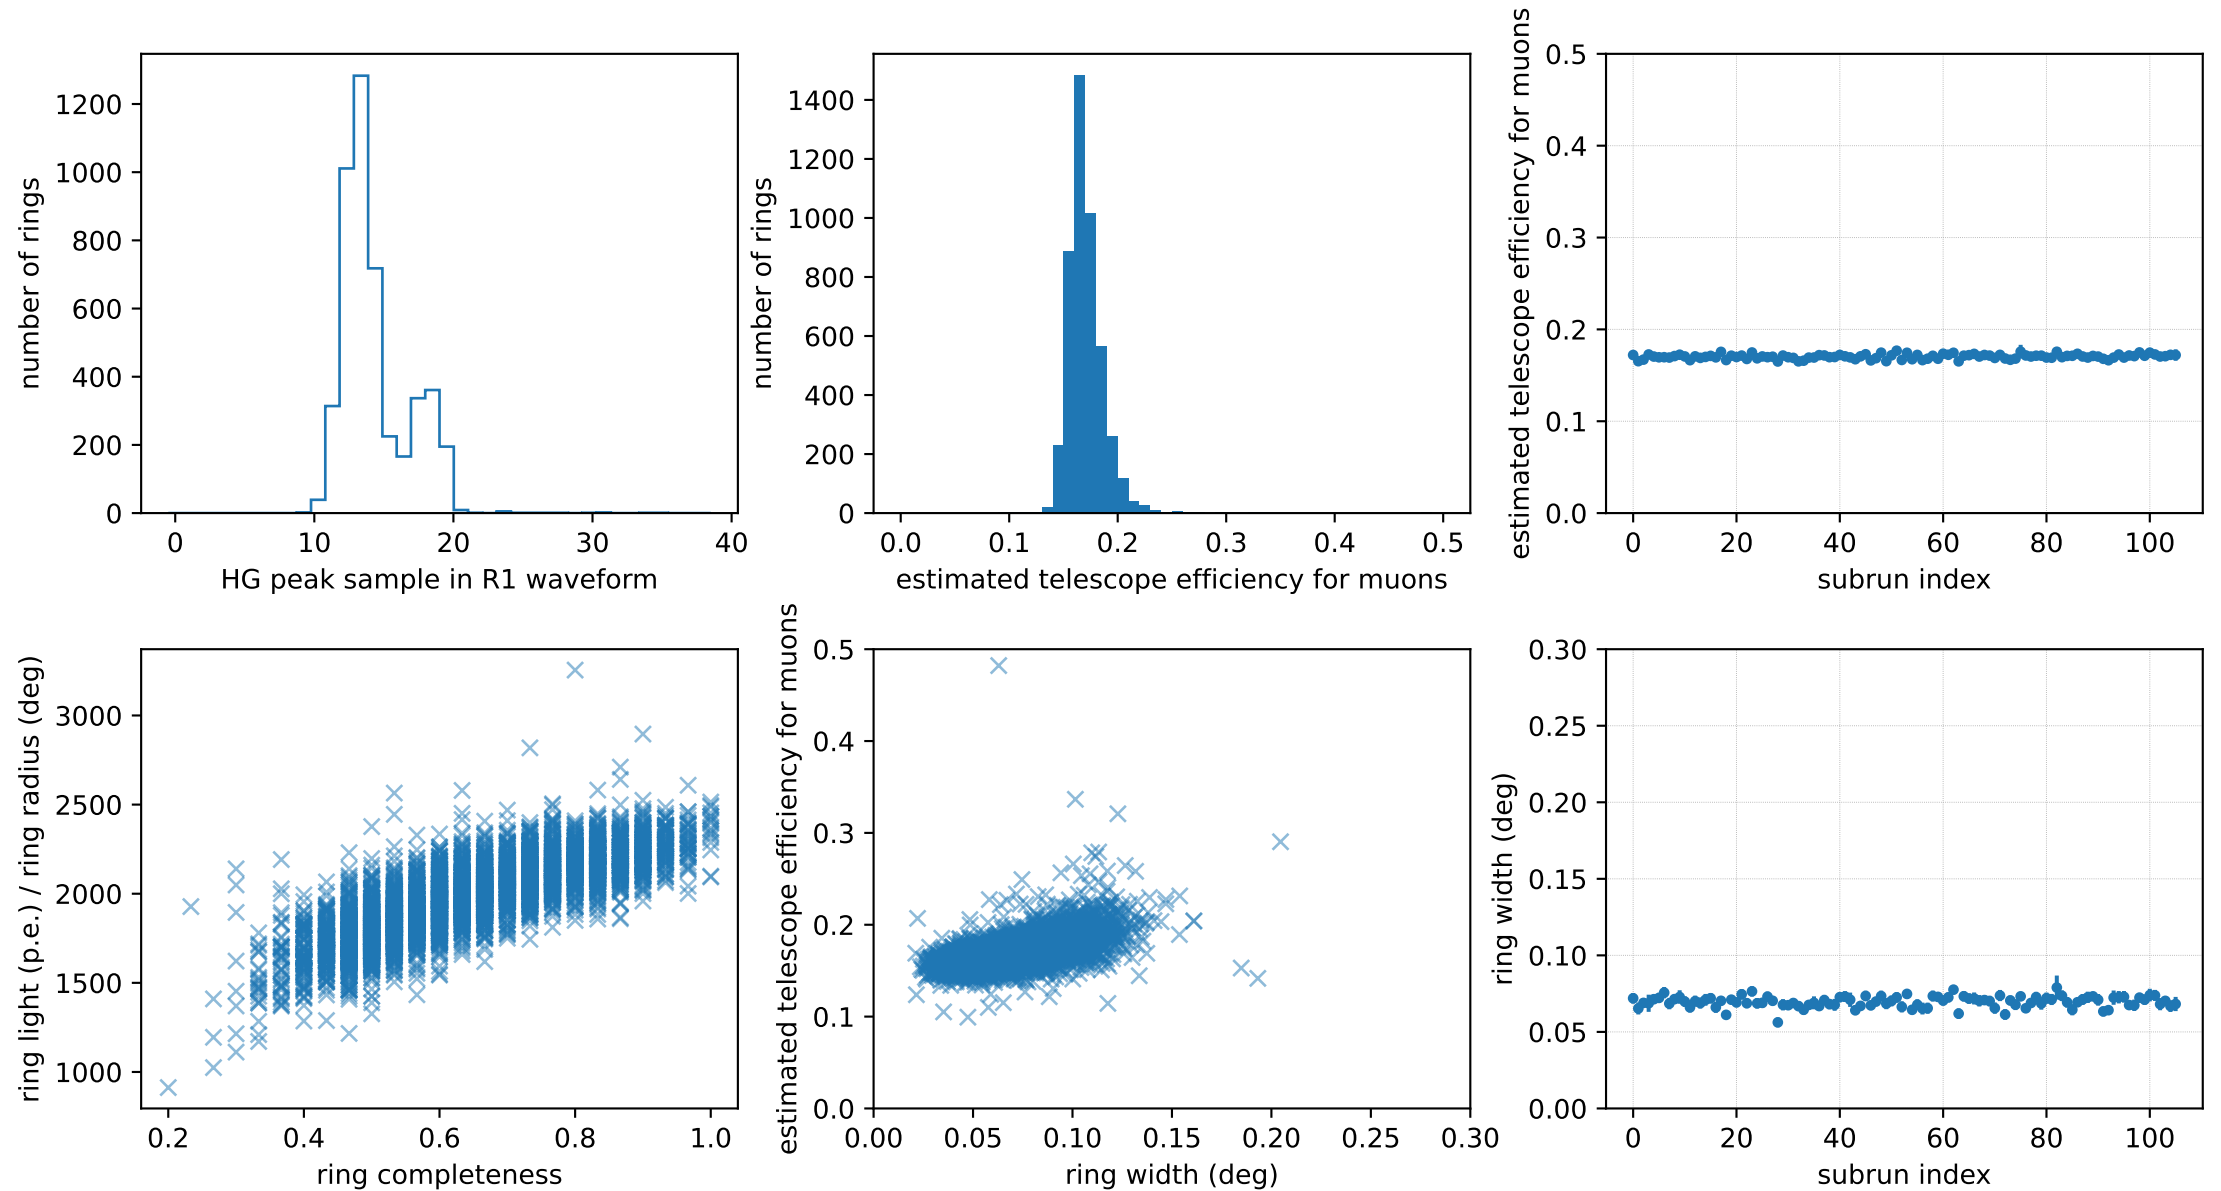 number of rings
1200
1000
800
600
400
200
0
0 10 20 30 40
HG peak sample in R1 waveform
number of rings
1400
1200
1000
800
600
400
200
0
0.0 0.1 0.2 0.3 0.4 0.5
estimated telescope efficiency for muons
estimated telescope efficiency for muons
0.5
0.4
0.3
0.2
0.1
0.0
0 20 40 60 80 100
subrun index
ring light (p.e.) / ring radius (deg)
3000
2500
2000
1500
1000
0.2 0.4 0.6 0.8 1.0
ring completeness
estimated telescope efficiency for muons
0.5
0.4
0.3
0.2
0.1
0.0
0.00 0.05 0.10 0.15 0.20 0.25 0.30
ring width (deg)
ring width (deg)
0.30
0.25
0.20
0.15
0.10
0.05
0.00
0 20 40 60 80 100
subrun index